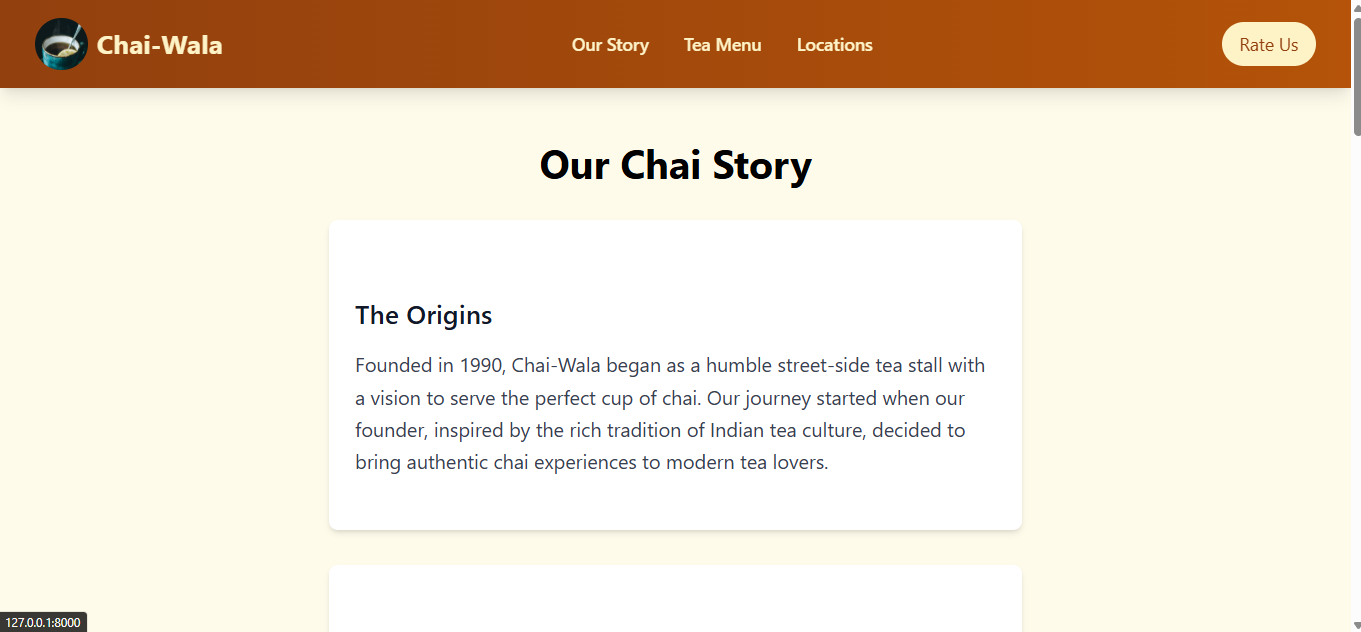 Chai-Wala
Our Story
Tea Menu
Locations
Rate Us
Our Chai Story
The Origins
Founded in 1990, Chai-Wala began as a humble street-side tea stall with
a vision to serve the perfect cup of chai. Our journey started when our
founder, inspired by the rich tradition of Indian tea culture, decided to
bring authentic chai experiences to modern tea lovers.
127.0.0.1:8000